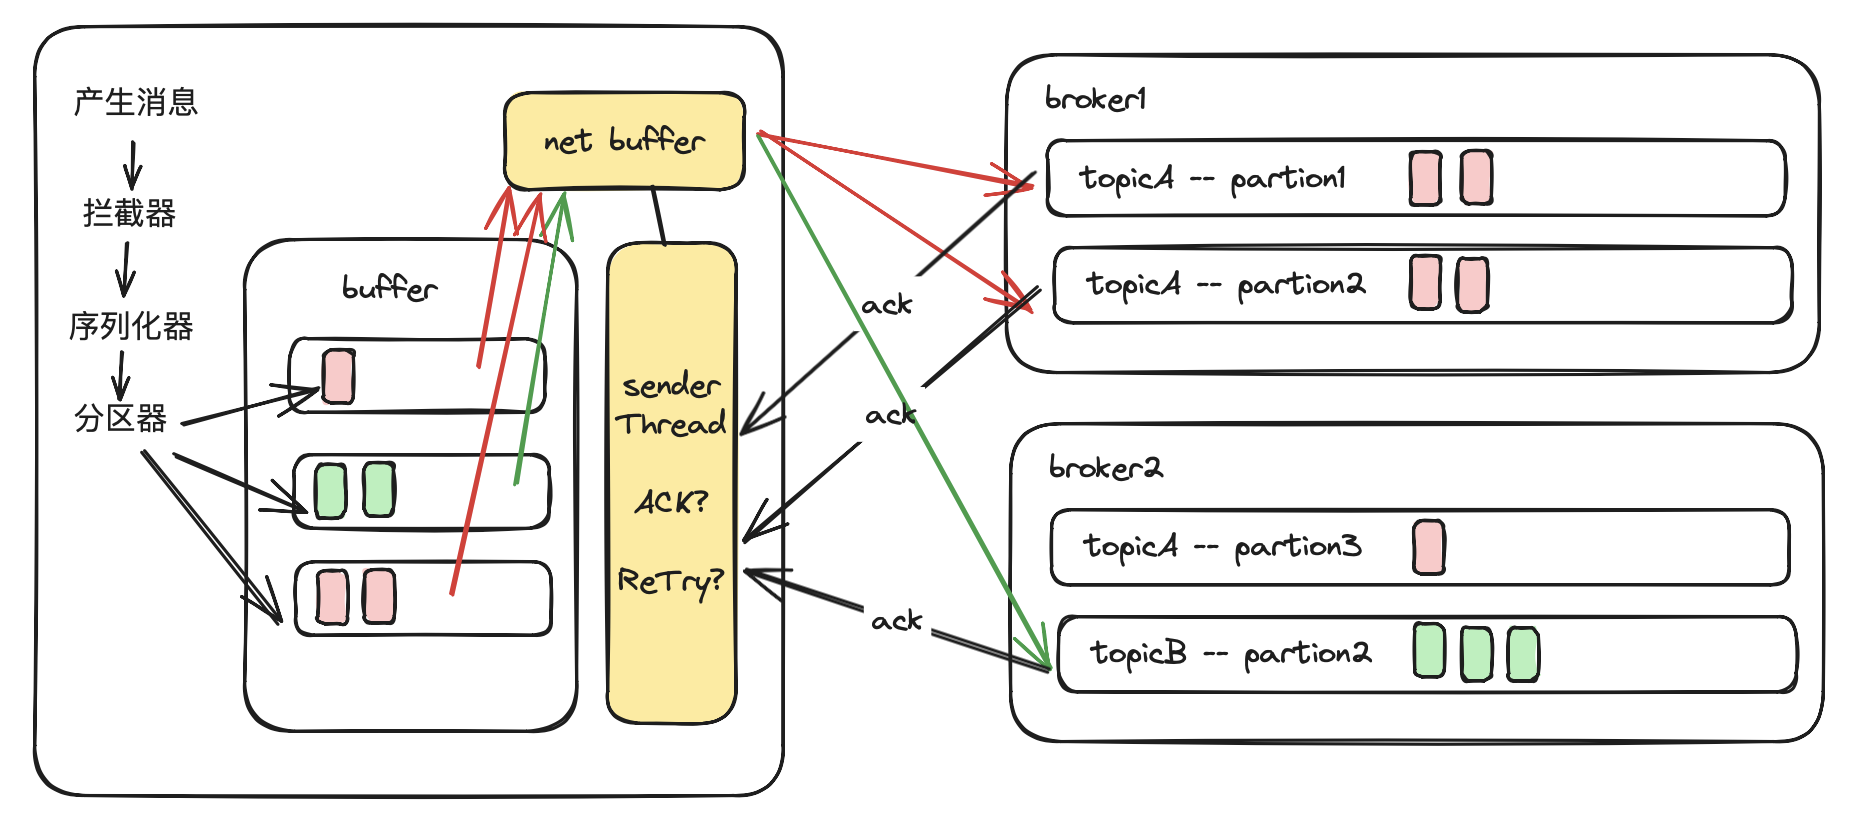 产生消息
拦截器
序列化器
分区器
buffer
net buffer
sender
Thread
ACK?
ReTry?
ack
ack
ack
broker1
topicA -- partion1
topicA -- partion2
broker2
topicA -- partion3
topicB -- partion2